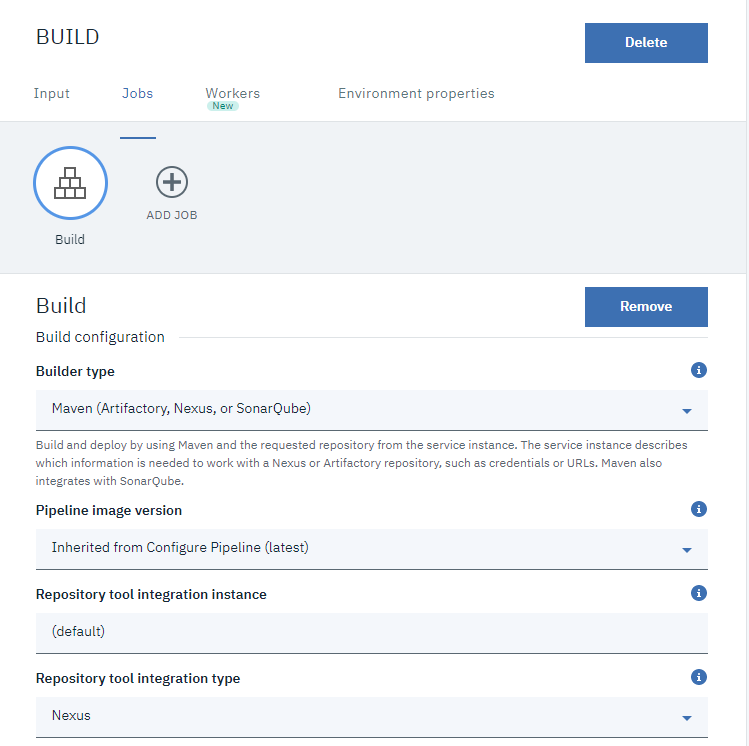 BUILD
Delete
Input
Jobs
Workers
New
Environment properties
ADD JOB
Build
Build
Remove
Build configuration
Builder type
Maven (Artifactory, Nexus, or SonarQube)
Build and deploy by using Maven and the requested repository from the service instance. The service instance describes
which information is needed to work with a Nexus or Artifactory repository, such as credentials or URLs. Maven also
integrates with SonarQube.
Pipeline image version
Inherited from Configure Pipeline (latest)
Repository tool integration instance
(default)
Repository tool integration type
Nexus